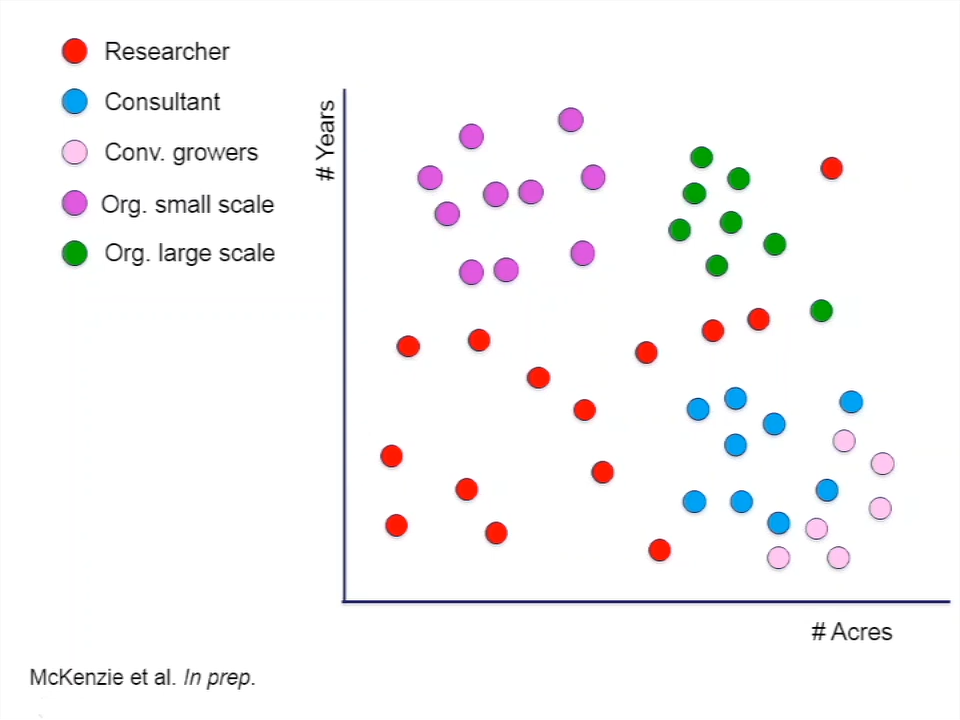 Researcher
Consultant
Conv. growers
Org. small scale
Org. large scale
# Years
# Acres
McKenzie et al. In prep.